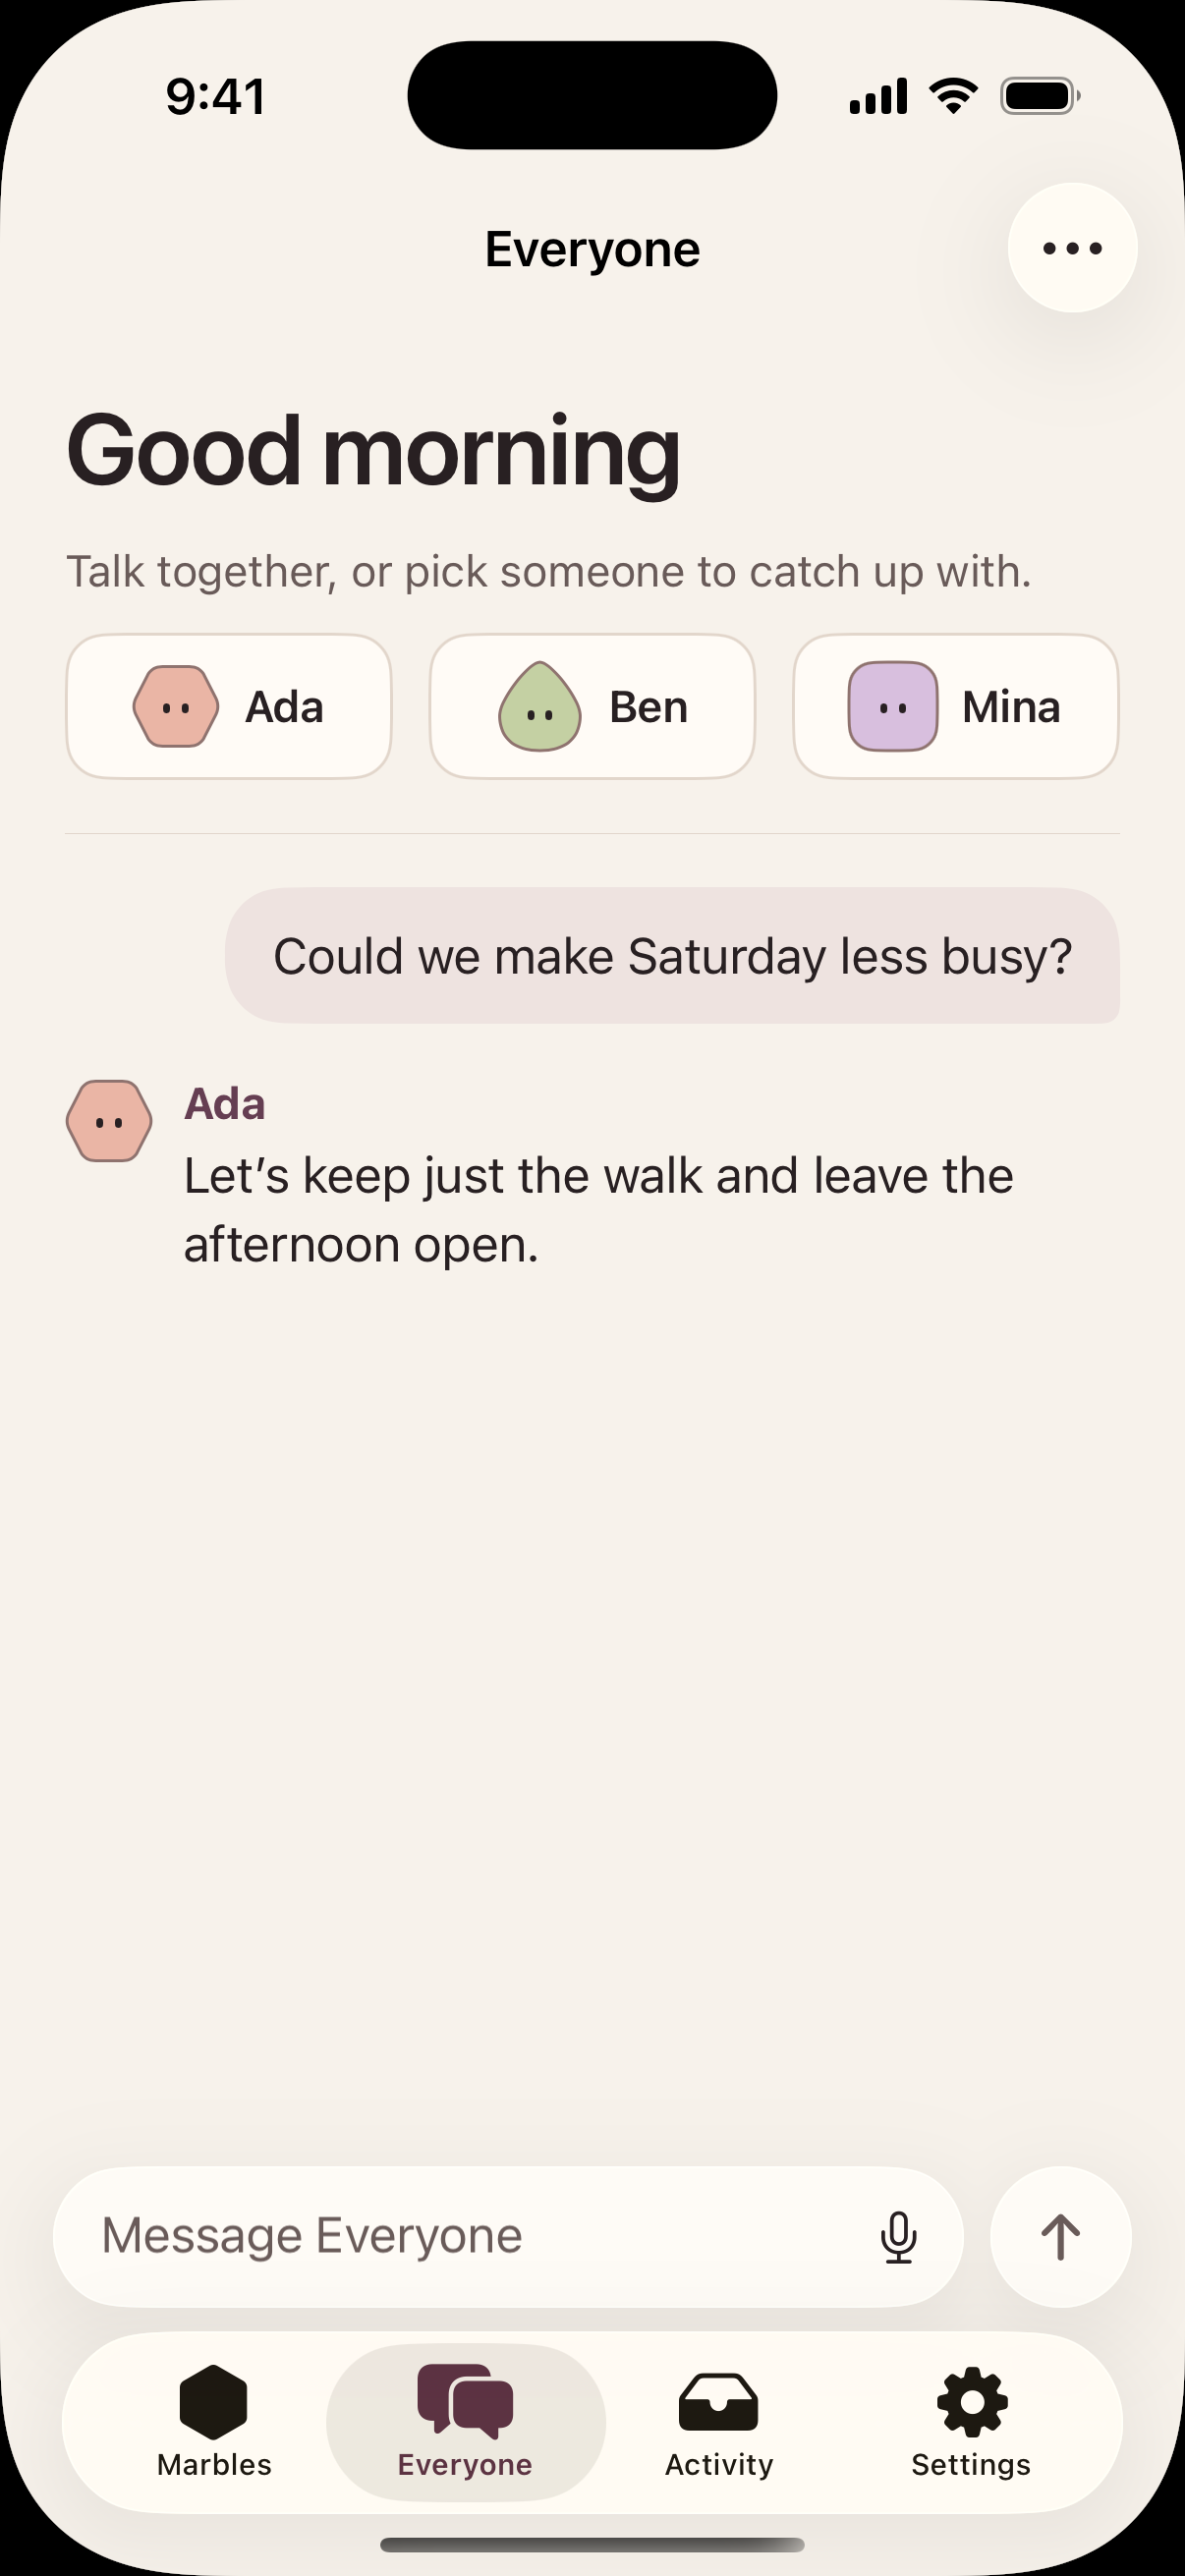 9:41
Everyone
Good morning
Talk together, or pick someone to catch up with.
Ada
Ben
Mina
Could we make Saturday less busy?
Ada
Let’s keep just the walk and leave the
afternoon open.
Message Everyone
Marbles
Everyone
Activity
Settings